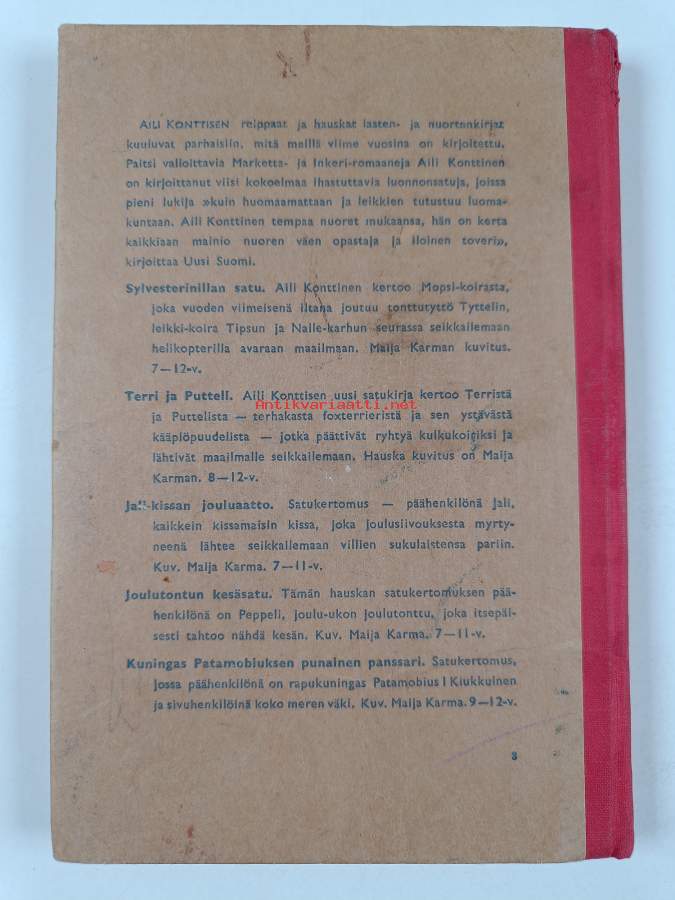 AILI KONTTISEN reippaat ja hauskat lasten- ja nuortenkirjat
kuuluvat parhaisiin, mitä meillä viime vuosina on kirjoitettu.
Paitsi valloittavia Marketta- ja Inkeri-romaaneja Aili Konttinen
on kirjoittanut viisi kokoelmaa ihastuttavia luonnonsatuja, joissa
pieni lukija »kuin huomaamattaan ja leikkien tutustuu luoma-
kuntaan. Aili Konttinen tempaa nuoret mukaansa, hän on kerta
kaikkiaan mainio nuoren väen opastaja ja iloinen toveri»,
kirjoittaa Uusi Suomi.
Sylvesterinillan satu. Aili Konttinen kertoo Mopsi-koirasta,
joka vuoden viimeisenä iltana joutuu tonttutyttö Tyttelin,
leikki-koira Tipsun ja Nalle-karhun seurassa seikkailemaan
helikopterilla avaraan maailmaan. Maija Karman kuvitus.
7—12-v.
Antikvariaatti.net
Terri ja Putteli. Aili Konttisen uusi satukirja kertoo Terristä
ja Puttelista — terhakasta foxterrieristä ja sen ystävästä
kääpiöpuudelista — jotka päättivät ryhtyä kulkukoiriksi ja
lähtivät maailmalle seikkailemaan. Hauska kuvitus on Maija
Karman. 8—12-v.
Jali-kissan jouluaatto. Satukertomus — päähenkilönä Jali,
kaikkein kissamaisin kissa, joka joulusiivouksesta myrty-
neenä lähtee seikkailemaan villien sukulaistensa pariin.
Kuv. Maija Karma. 7—11-v.
Joulutontun kesäsatu. Tämän hauskan satukertomuksen pää-
henkilönä on Peppeli, joulu-ukon joulutonttu, joka itsepäi-
sesti tahtoo nähdä kesän. Kuv. Maija Karma. 7—11-v.
Kuningas Patamobiuksen punainen panssari. Satukertomus,
jossa päähenkilönä on rapukuningas Patamobius I Kiukkuinen
ja sivuhenkilöinä koko meren väki. Kuv. Maija Karma. 9—12-v.
3